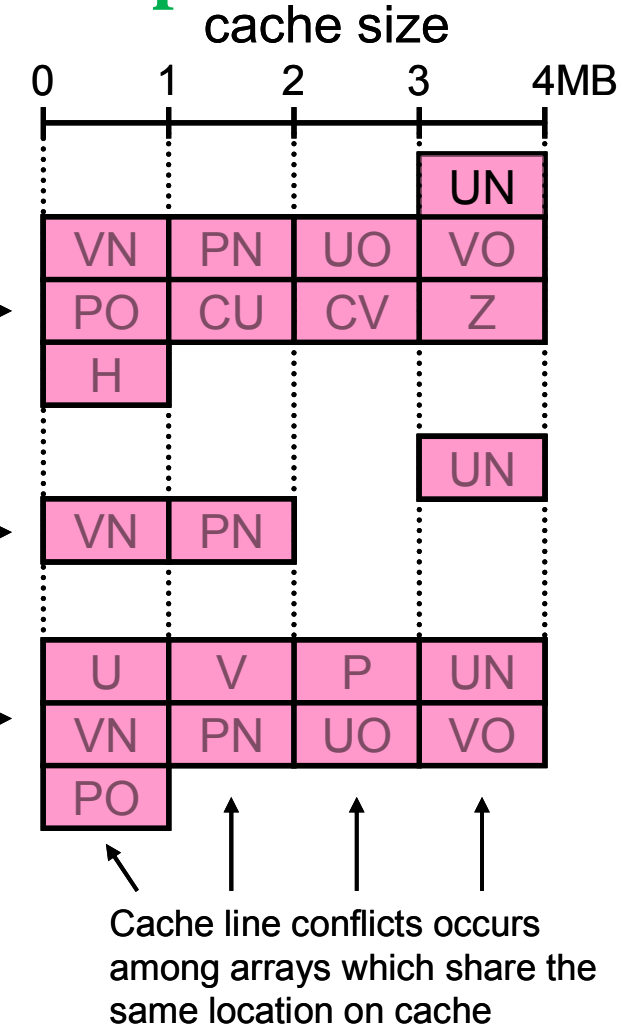 cache size
0 1 2 3 4MB
UN
VN PN UO VO
PO CU CV Z
H
UN
VN PN
U V P UN
VN PN UO VO
PO
Cache line conflicts occurs
among arrays which share the
same location on cache